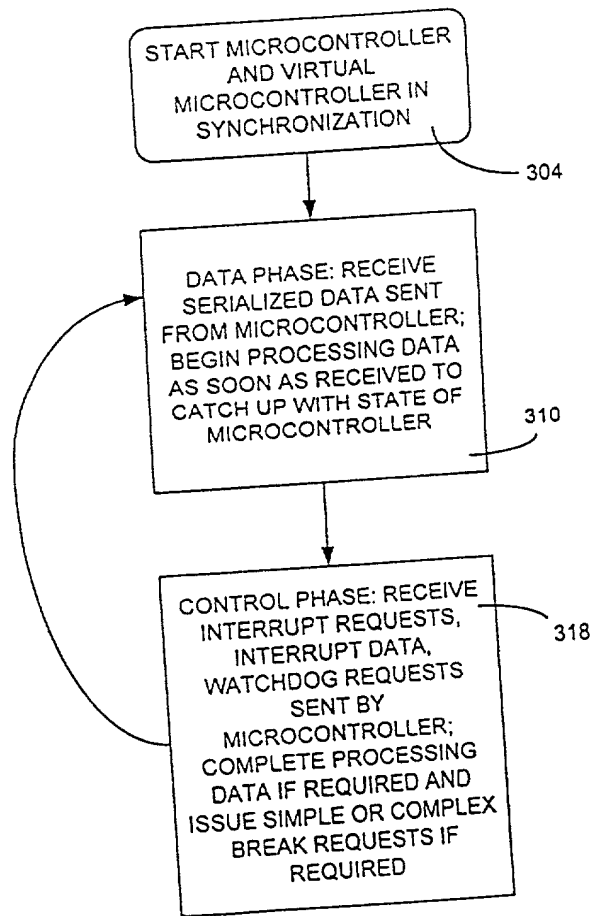 START MICROCONTROLLER
AND VIRTUAL
MICROCONTROLLER IN
SYNCHRONIZATION
304
DATA PHASE: RECEIVE
SERIALIZED DATA SENT
FROM MICROCONTROLLER;
BEGIN PROCESSING DATA
AS SOON AS RECEIVED TO
CATCH UP WITH STATE OF
MICROCONTROLLER
310
CONTROL PHASE: RECEIVE
INTERRUPT REQUESTS,
INTERRUPT DATA,
WATCHDOG REQUESTS
SENT BY
MICROCONTROLLER;
COMPLETE PROCESSING
DATA IF REQUIRED AND
ISSUE SIMPLE OR COMPLEX
BREAK REQUESTS IF
REQUIRED
318